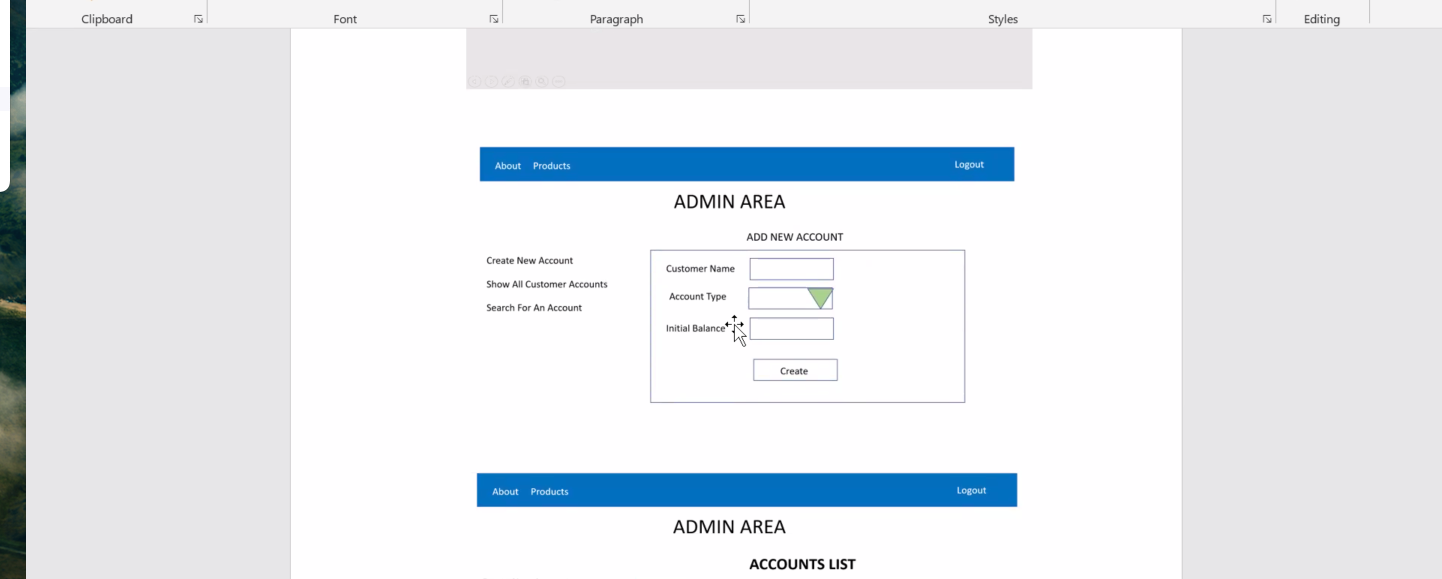 Clipboard Font Paragraph Styles Editing
About Products Logout
ADMIN AREA
ADD NEW ACCOUNT
Create New Account
Show All Customer Accounts
Search For An Account
Customer Name
Account Type
Initial Balance
Create
About Products Logout
ADMIN AREA
ACCOUNTS LIST